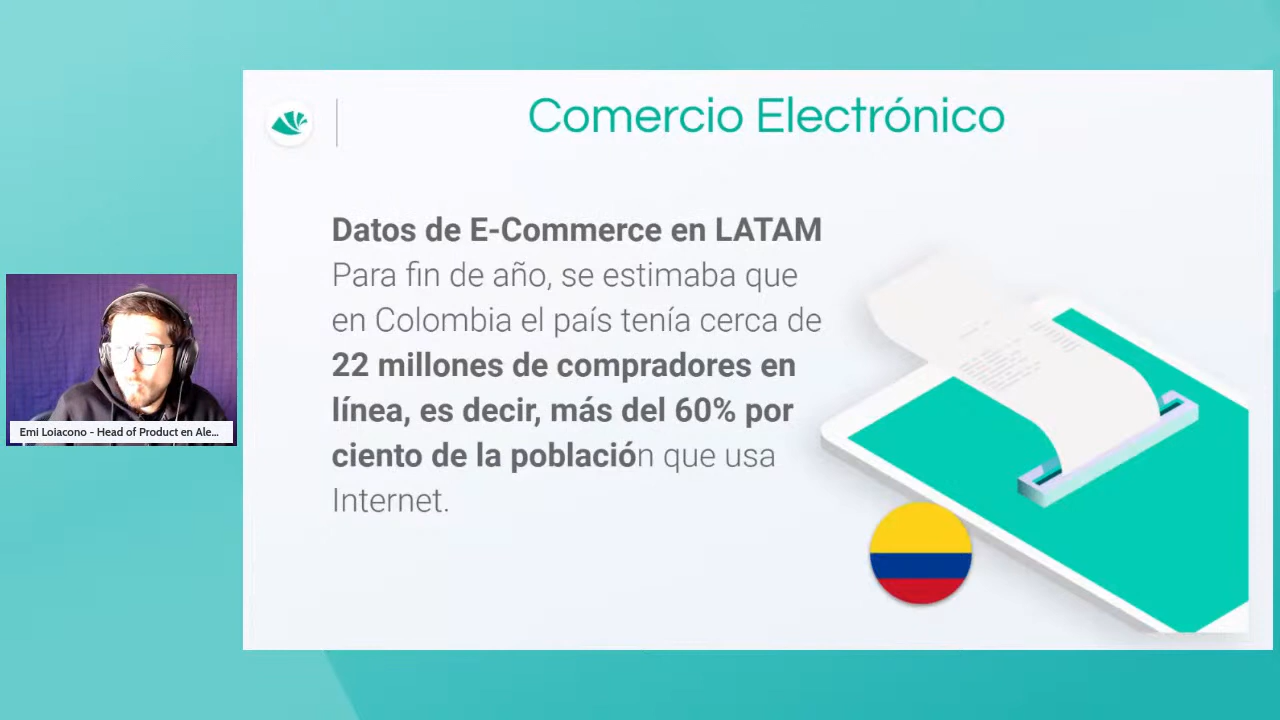 Comercio Electrónico
Datos de E-Commerce en LATAM
Para fin de año, se estimaba que
en Colombia el país tenía cerca de
22 millones de compradores en
línea, es decir, más del 60% por
ciento de la población que usa
Internet.
Emi Loiacono - Head of Product en Ale...